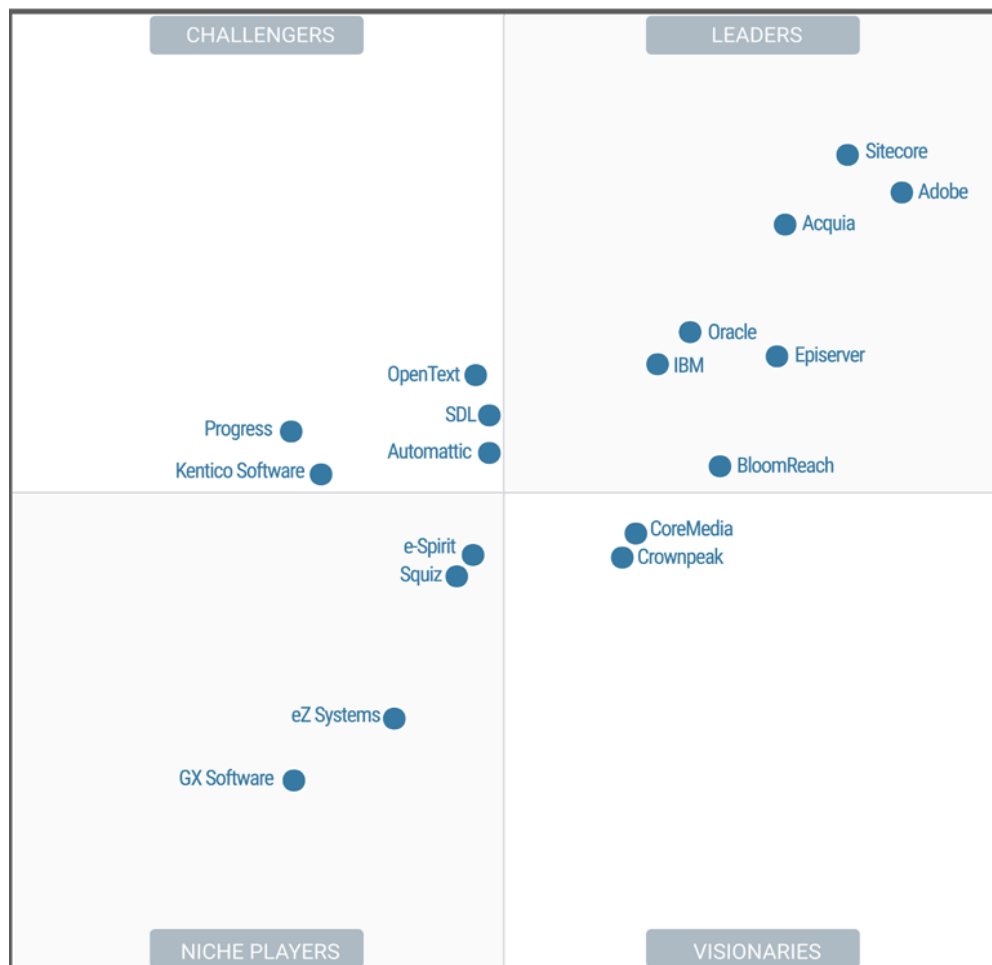 CHALLENGERS
LEADERS
Sitecore
Adobe
Acquia
Oracle
Episerver
IBM
OpenText
SDL
Progress
Automattic
Kentico Software
BloomReach
CoreMedia
e-Spirit
Crownpeak
Squiz
eZ Systems
GX Software
NICHE PLAYERS
VISIONARIES